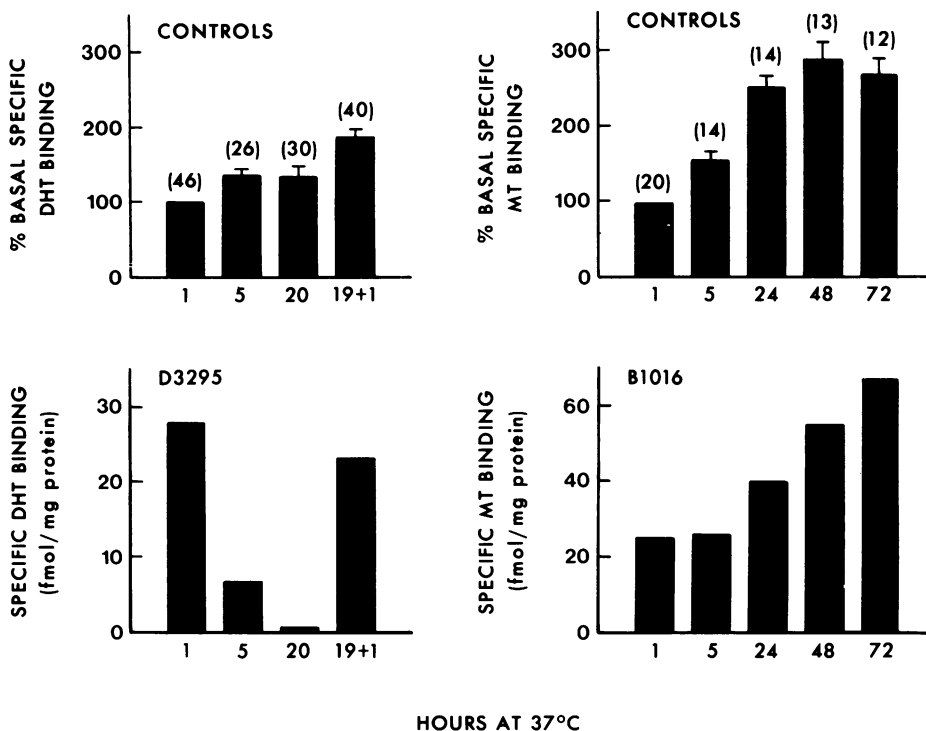 CONTROLS
% BASAL SPECIFIC
DHT BINDING
300
200
100
0
(46)
(26)
(30)
(40)
1 5 20 19+1
CONTROLS
% BASAL SPECIFIC
MT BINDING
300
200
100
0
(20)
(14)
(14)
(13)
(12)
1 5 24 48 72
D3295
SPECIFIC DHT BINDING
(fmol/mg protein)
30
20
10
0
1 5 20 19+1
B1016
SPECIFIC MT BINDING
(fmol/mg protein)
60
40
20
0
1 5 24 48 72
HOURS AT 37°C